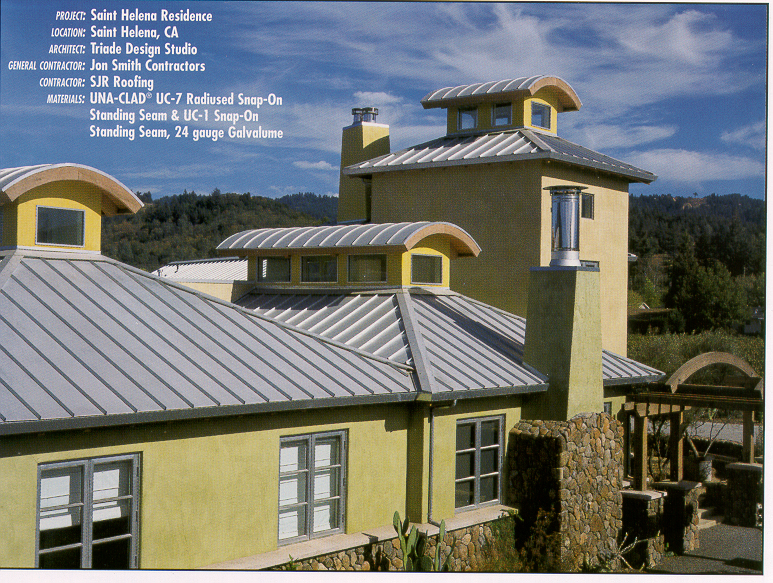 PROJECT: Saint Helena Residence
LOCATION: Saint Helena, CA
ARCHITECT: Triade Design Studio
GENERAL CONTRACTOR: Jon Smith Contractors
CONTRACTOR: SJR Roofing
MATERIALS: UNA-CLAD® UC-7 Radiused Snap-On
Standing Seam & UC-1 Snap-On
Standing Seam, 24 gauge Galvalume